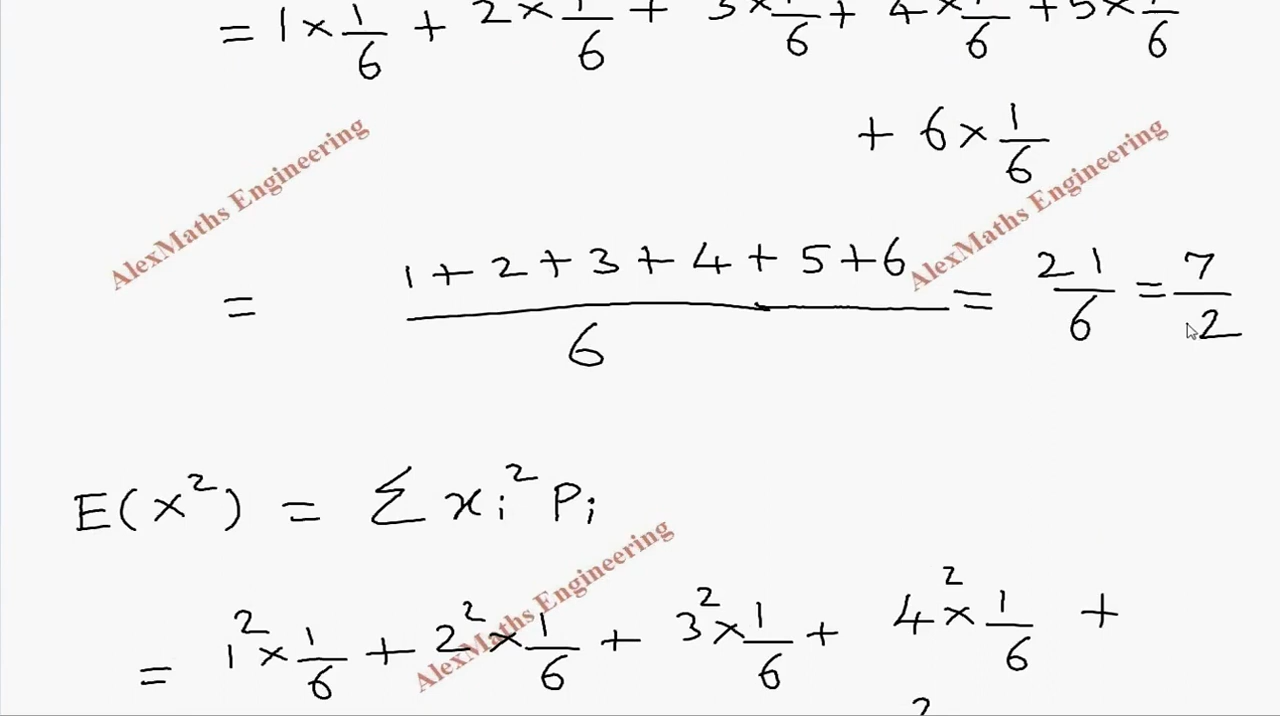 = 1 × 1/6 + 2 × 1/6 + 3 × 1/6 + 4 × 1/6 + 5 × 1/6
+ 6 × 1/6
= (1 + 2 + 3 + 4 + 5 + 6)/6 = 21/6 = 7/2
E(x²) = Σ xᵢ² Pᵢ
= 1² × 1/6 + 2² × 1/6 + 3² × 1/6 + 4² × 1/6 +
2
AlexMaths Engineering
AlexMaths Engineering
AlexMaths Engineering